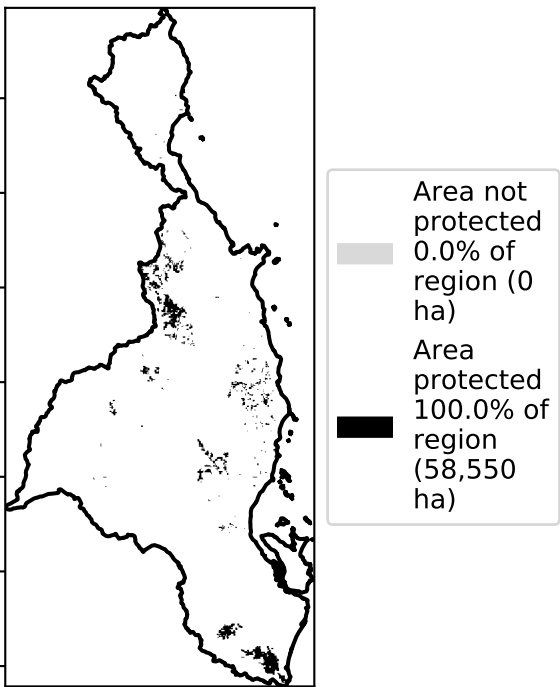 Area not
protected
0.0% of
region (0
ha)
Area
protected
100.0% of
region
(58,550
ha)